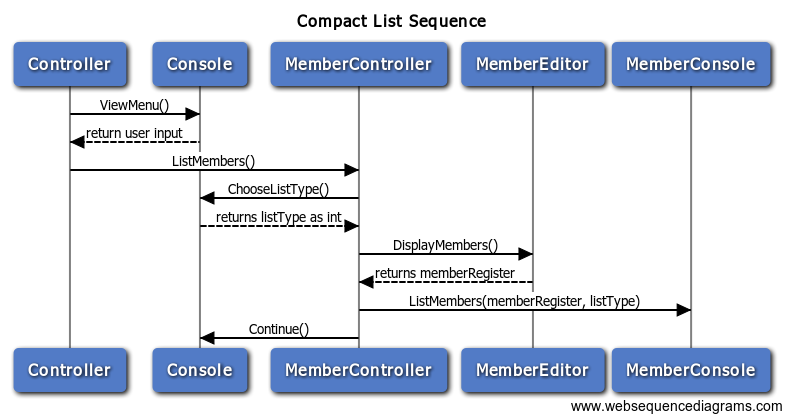 Compact List Sequence
Controller Console MemberController MemberEditor MemberConsole
ViewMenu()
return user input
ListMembers()
ChooseListType()
returns listType as int
DisplayMembers()
returns memberRegister
ListMembers(memberRegister, listType)
Continue()
Controller Console MemberController MemberEditor MemberConsole
www.websequencediagrams.com